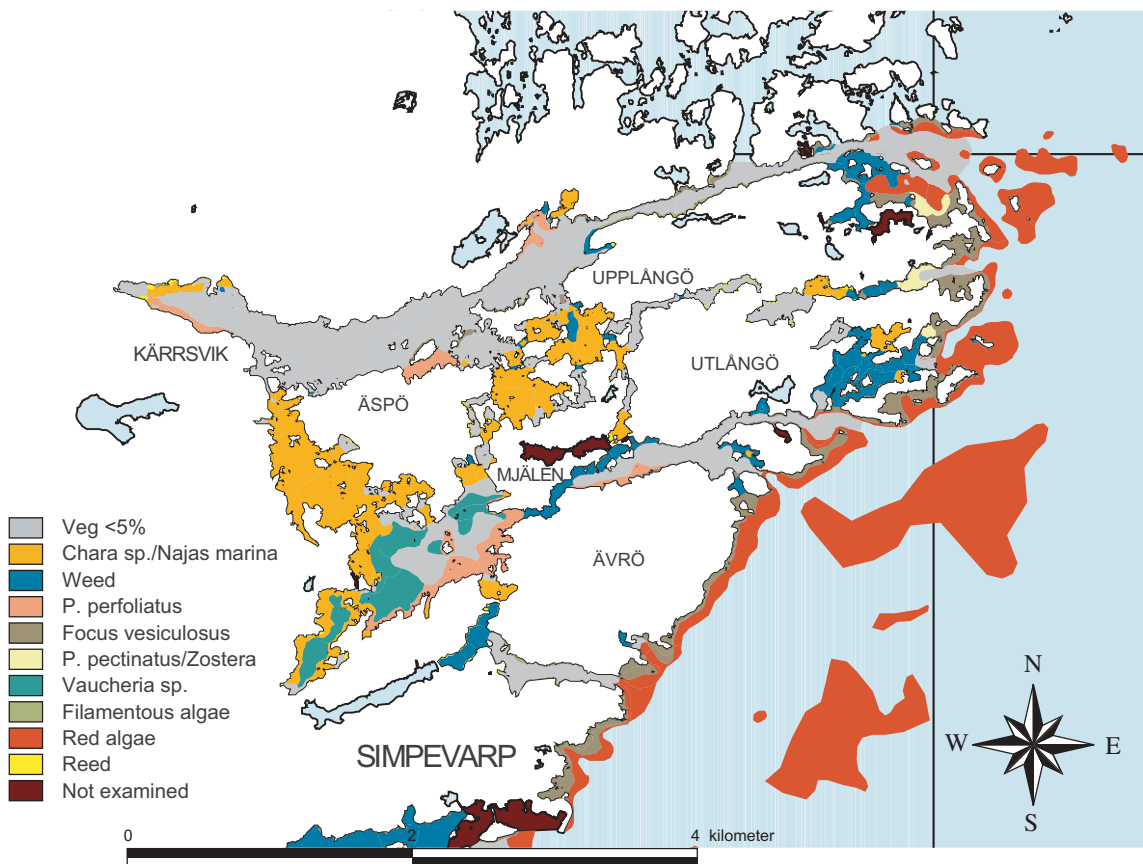 UPPLÅNGÖ
KÄRRSVIK
UTLÅNGÖ
ÄSPÖ
MJÄLEN
ÄVRÖ
SIMPEVARP
Veg <5%
Chara sp./Najas marina
Weed
P. perfoliatus
Focus vesiculosus
P. pectinatus/Zostera
Vaucheria sp.
Filamentous algae
Red algae
Reed
Not examined
N
W E
S
0 2 4 kilometer